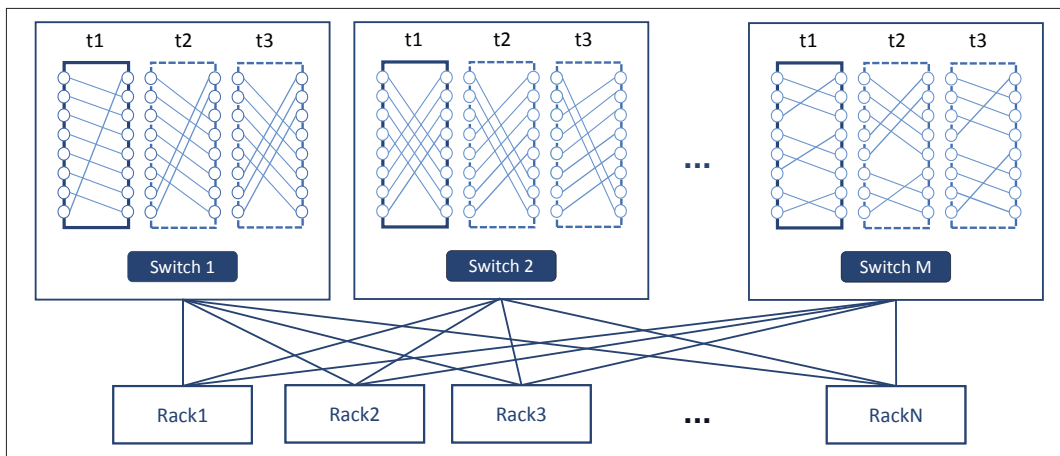 t1 t2 t3 t1 t2 t3 t1 t2 t3
...
Switch 1 Switch 2 Switch M
Rack1 Rack2 Rack3 ... RackN